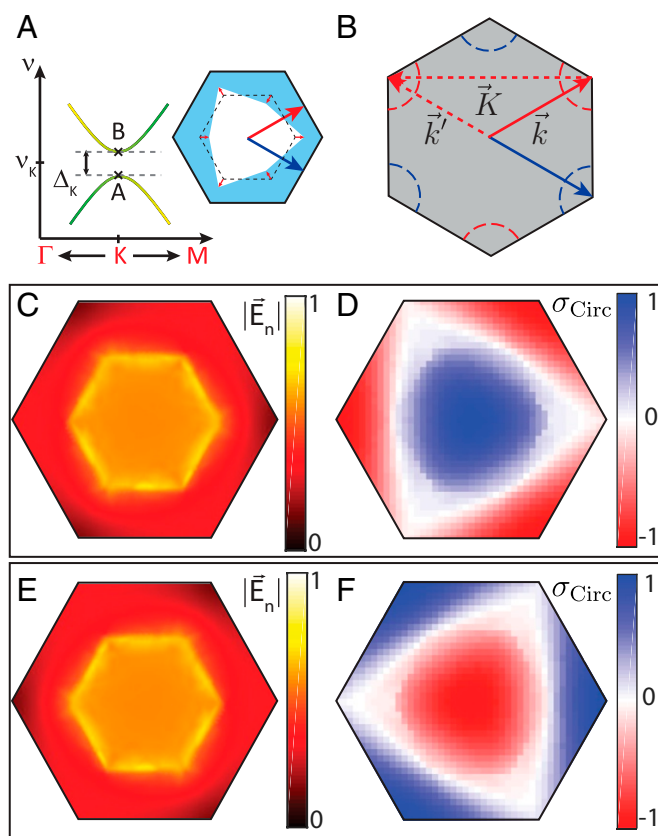 A
B
ν
B
ν_K
Δ_K
A
Γ K M
K⃗
k⃗′
k⃗
C
|E⃗_n|
1
0
D
σ_Circ
1
0
-1
E
|E⃗_n|
1
0
F
σ_Circ
1
0
-1